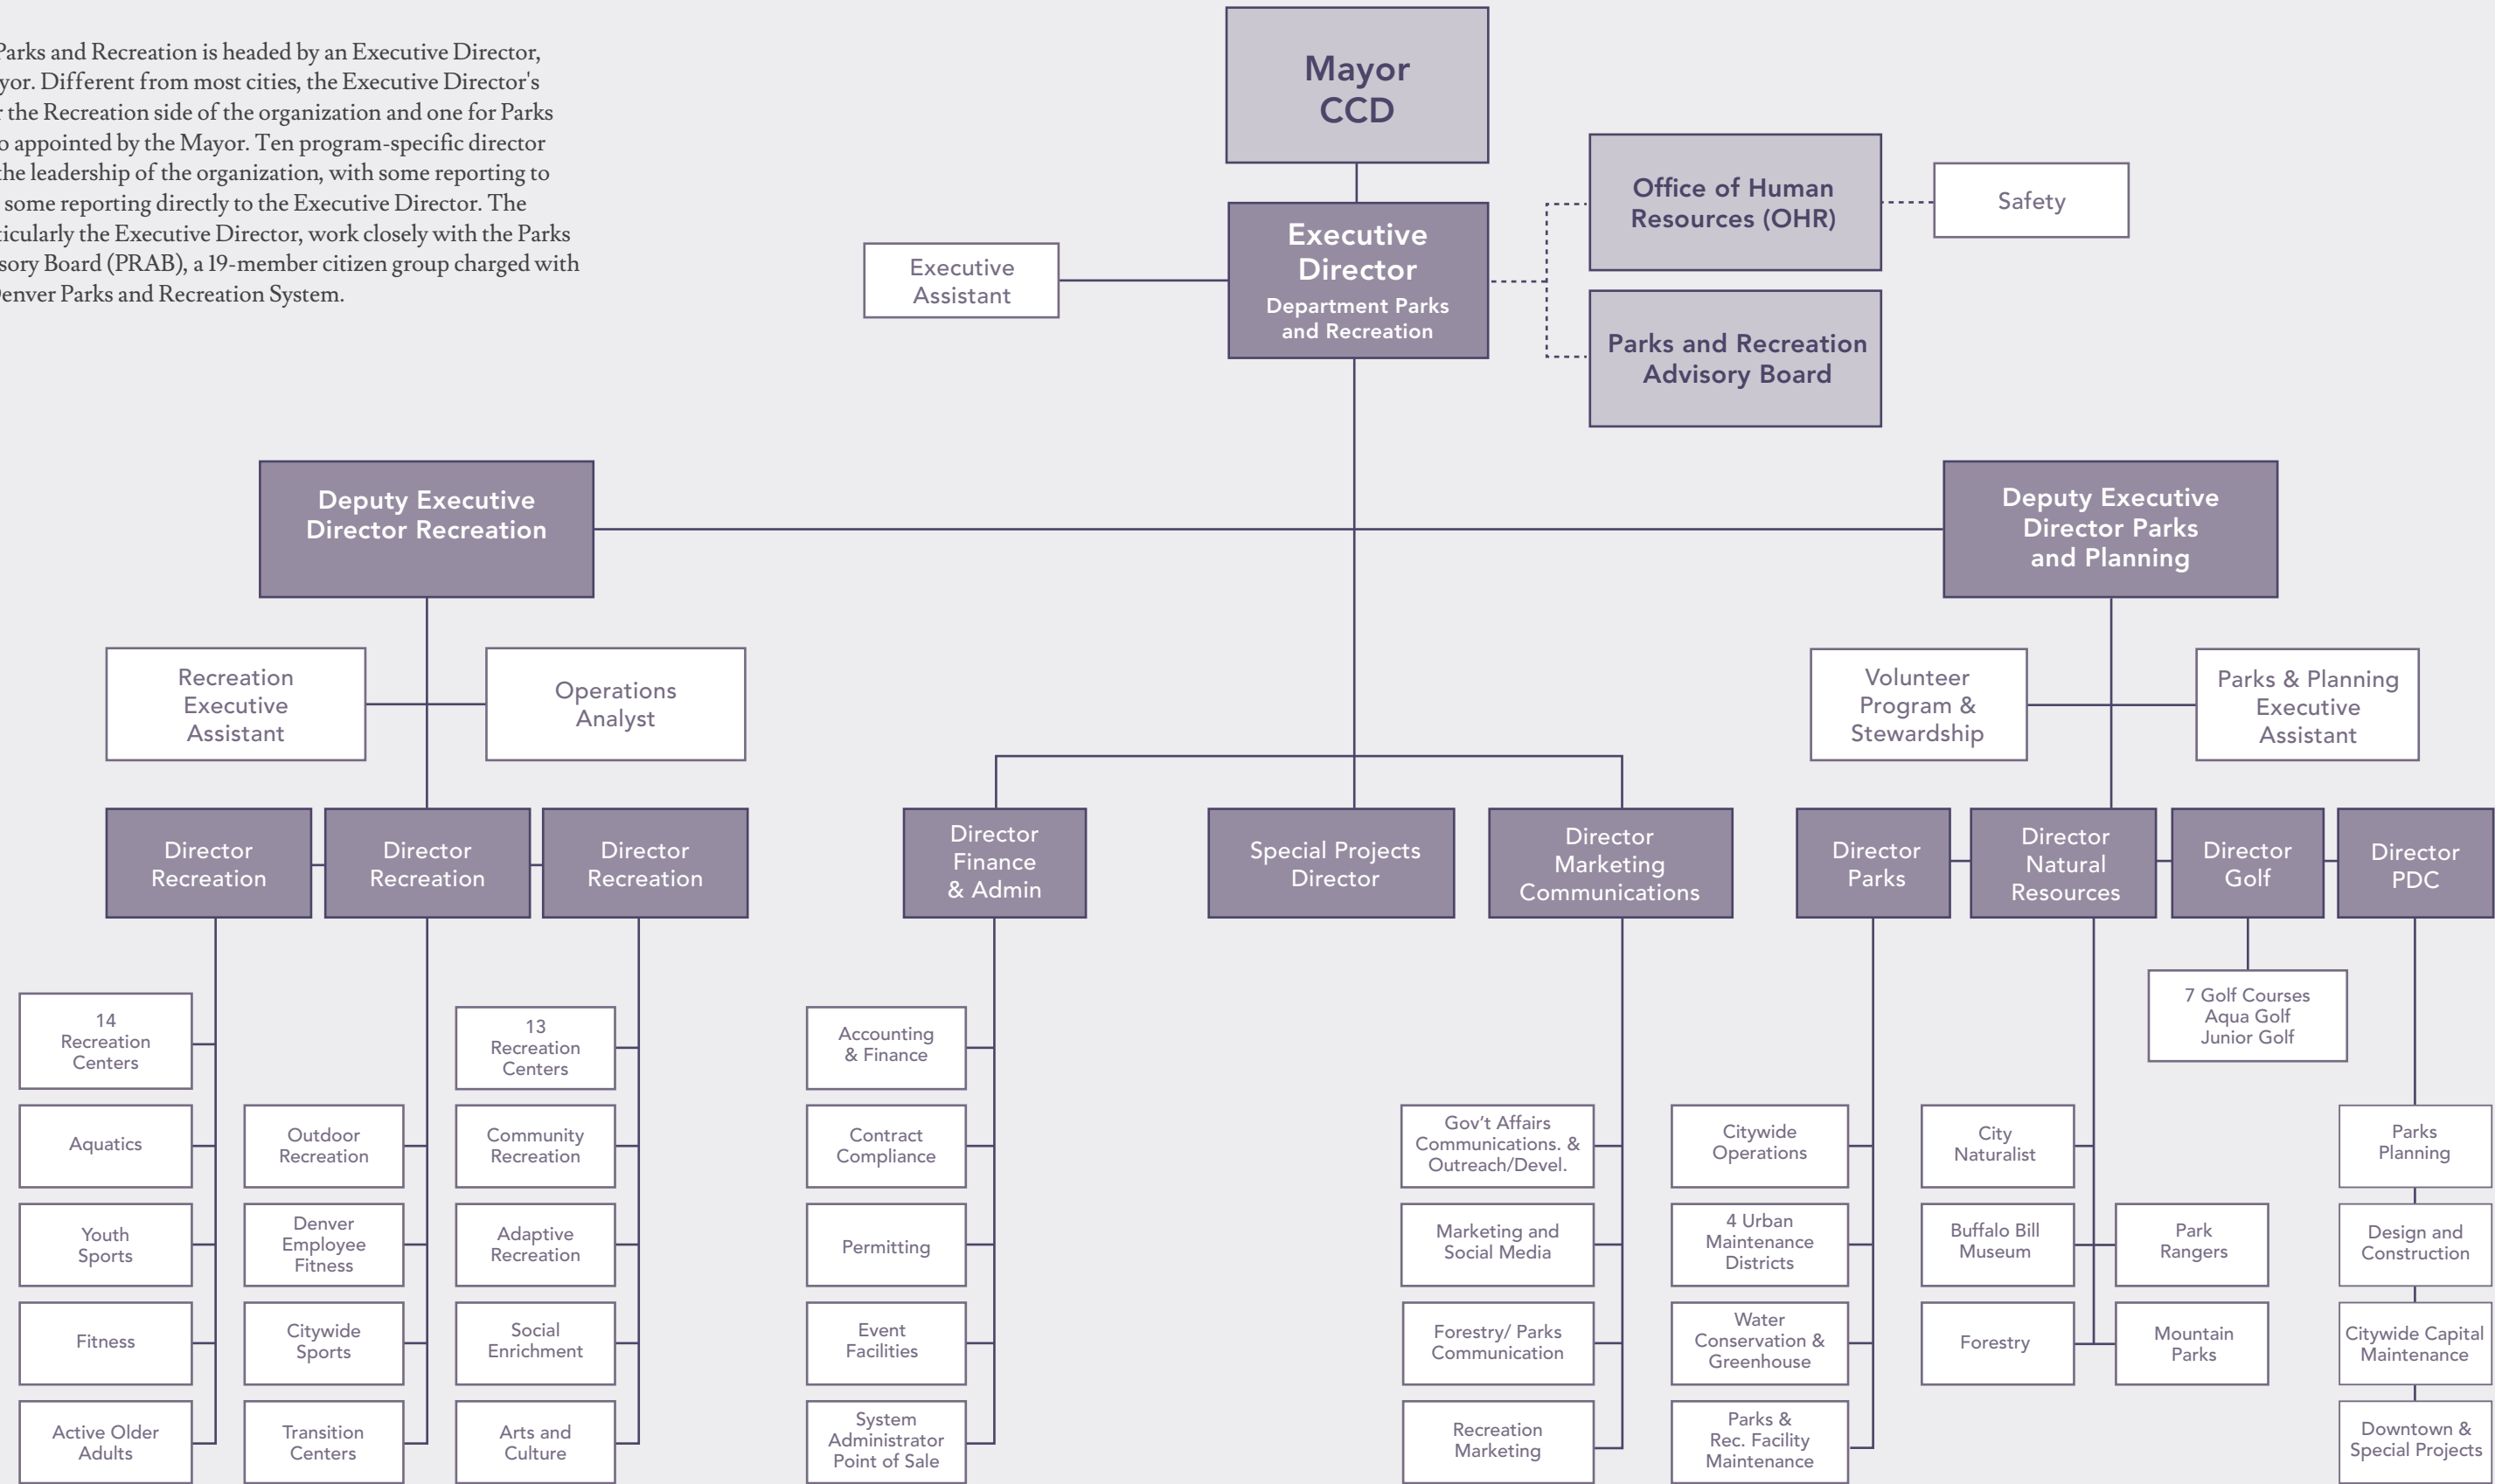 Parks and Recreation is headed by an Executive Director,
yor. Different from most cities, the Executive Director's
r the Recreation side of the organization and one for Parks
o appointed by the Mayor. Ten program-specific director
the leadership of the organization, with some reporting to
some reporting directly to the Executive Director. The
ticularly the Executive Director, work closely with the Parks
sory Board (PRAB), a 19-member citizen group charged with
Denver Parks and Recreation System.
Mayor
CCD
Executive
Director
Department Parks
and Recreation
Executive
Assistant
Office of Human
Resources (OHR)
Safety
Parks and Recreation
Advisory Board
Deputy Executive
Director Recreation
Deputy Executive
Director Parks
and Planning
Recreation
Executive
Assistant
Operations
Analyst
Volunteer
Program &
Stewardship
Parks & Planning
Executive
Assistant
Director
Recreation
Director
Recreation
Director
Recreation
Director
Finance
& Admin
Special Projects
Director
Director
Marketing
Communications
Director
Parks
Director
Natural
Resources
Director
Golf
Director
PDC
14
Recreation
Centers
Aquatics
Youth
Sports
Fitness
Active Older
Adults
Outdoor
Recreation
Denver
Employee
Fitness
Citywide
Sports
Transition
Centers
13
Recreation
Centers
Community
Recreation
Adaptive
Recreation
Social
Enrichment
Arts and
Culture
Accounting
& Finance
Contract
Compliance
Permitting
Event
Facilities
System
Administrator
Point of Sale
Gov’t Affairs
Communications. &
Outreach/Devel.
Marketing and
Social Media
Forestry/ Parks
Communication
Recreation
Marketing
Citywide
Operations
4 Urban
Maintenance
Districts
Water
Conservation &
Greenhouse
Parks &
Rec. Facility
Maintenance
City
Naturalist
Buffalo Bill
Museum
Forestry
Park
Rangers
Mountain
Parks
7 Golf Courses
Aqua Golf
Junior Golf
Parks
Planning
Design and
Construction
Citywide Capital
Maintenance
Downtown &
Special Projects